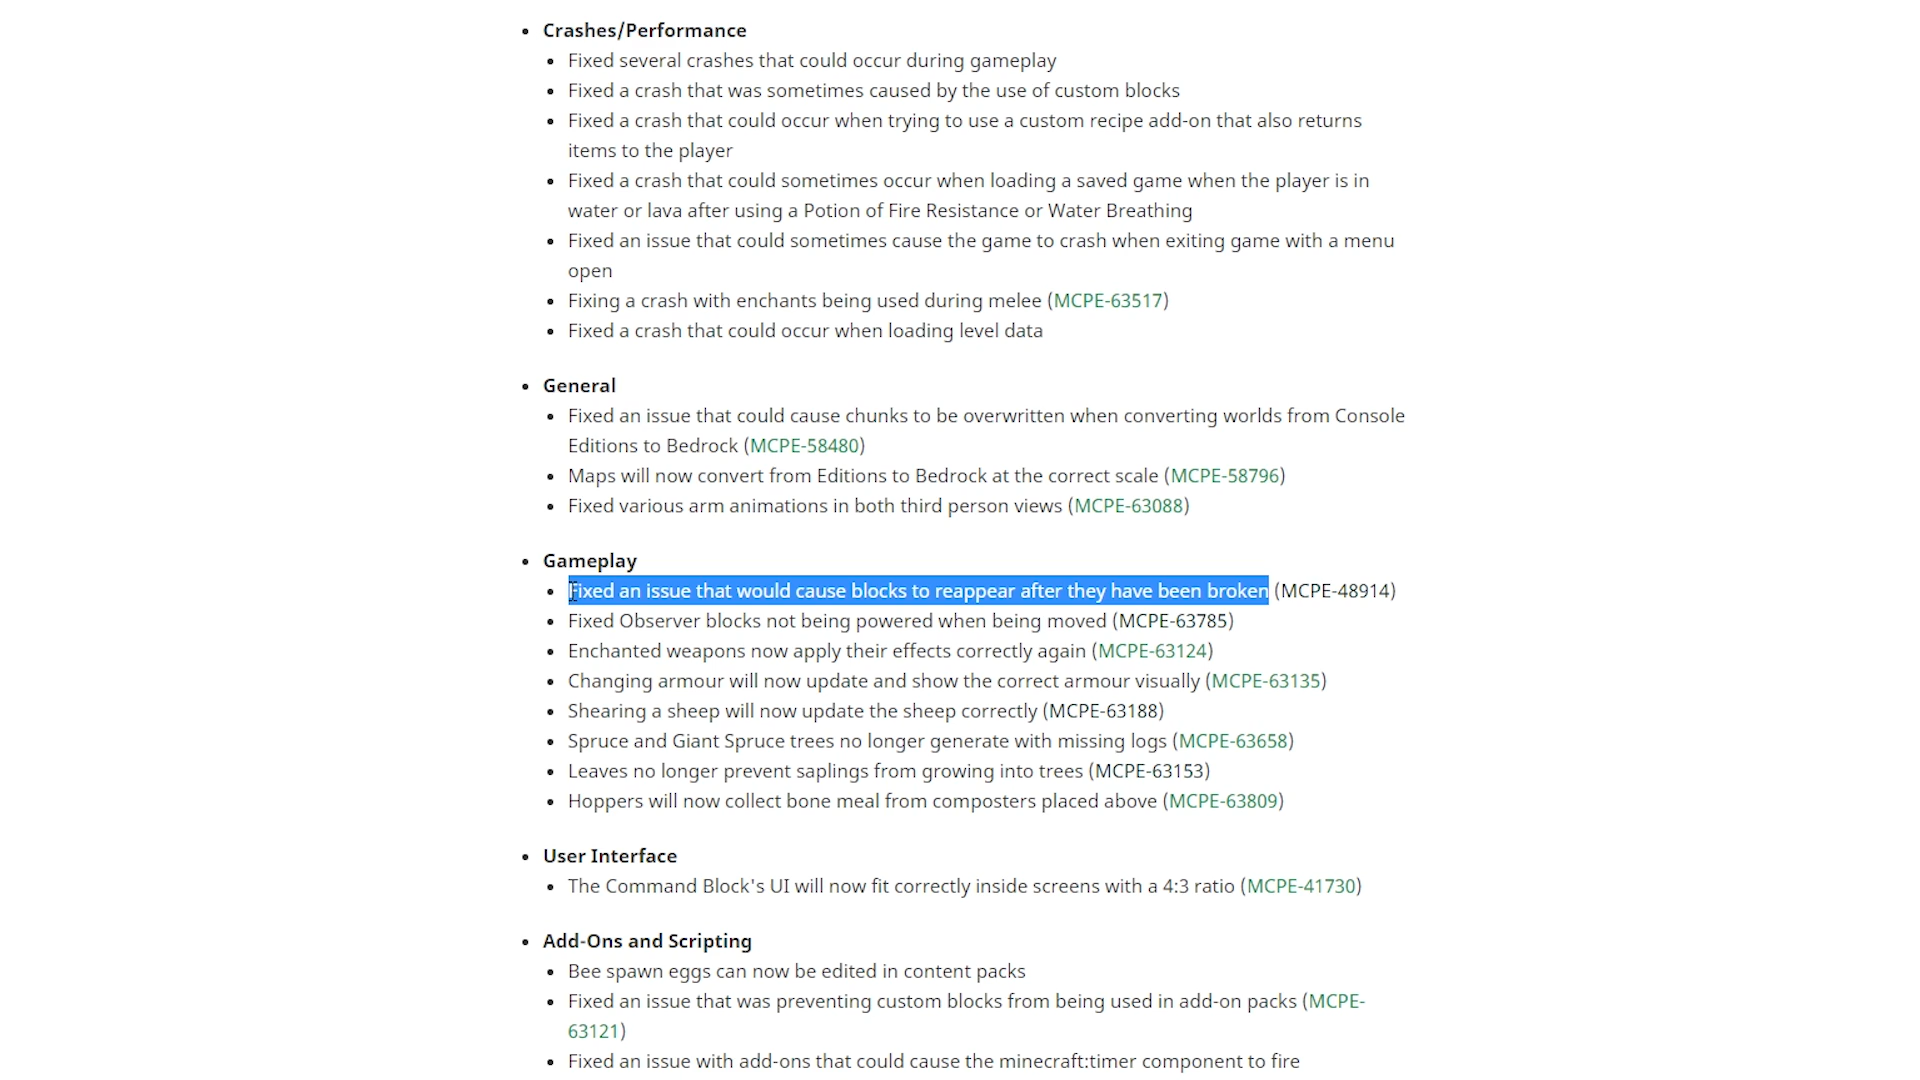 Crashes/Performance
Fixed several crashes that could occur during gameplay
Fixed a crash that was sometimes caused by the use of custom blocks
Fixed a crash that could occur when trying to use a custom recipe add-on that also returns
items to the player
Fixed a crash that could sometimes occur when loading a saved game when the player is in
water or lava after using a Potion of Fire Resistance or Water Breathing
Fixed an issue that could sometimes cause the game to crash when exiting game with a menu
open
Fixing a crash with enchants being used during melee (MCPE-63517)
Fixed a crash that could occur when loading level data
General
Fixed an issue that could cause chunks to be overwritten when converting worlds from Console
Editions to Bedrock (MCPE-58480)
Maps will now convert from Editions to Bedrock at the correct scale (MCPE-58796)
Fixed various arm animations in both third person views (MCPE-63088)
Gameplay
Fixed an issue that would cause blocks to reappear after they have been broken (MCPE-48914)
Fixed Observer blocks not being powered when being moved (MCPE-63785)
Enchanted weapons now apply their effects correctly again (MCPE-63124)
Changing armour will now update and show the correct armour visually (MCPE-63135)
Shearing a sheep will now update the sheep correctly (MCPE-63188)
Spruce and Giant Spruce trees no longer generate with missing logs (MCPE-63658)
Leaves no longer prevent saplings from growing into trees (MCPE-63153)
Hoppers will now collect bone meal from composters placed above (MCPE-63809)
User Interface
The Command Block's UI will now fit correctly inside screens with a 4:3 ratio (MCPE-41730)
Add-Ons and Scripting
Bee spawn eggs can now be edited in content packs
Fixed an issue that was preventing custom blocks from being used in add-on packs (MCPE-
63121)
Fixed an issue with add-ons that could cause the minecraft:timer component to fire